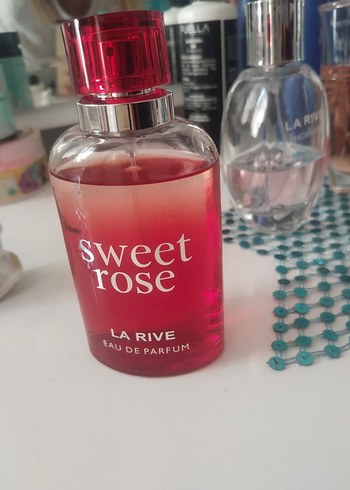 sweet
rose
LA RIVE
EAU DE PARFUM
LA RIVE